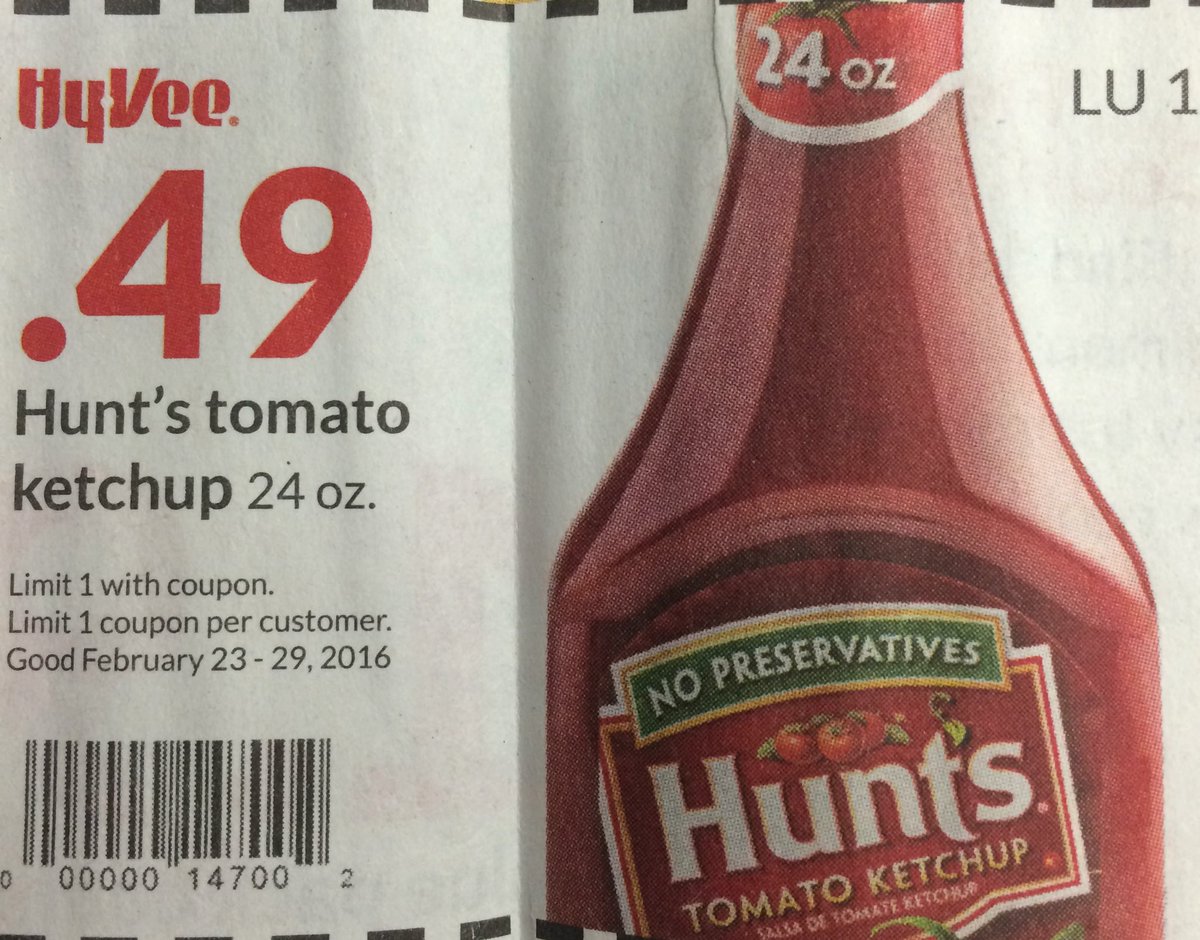 HyVee.
.49
Hunt's tomato
ketchup 24 oz.
Limit 1 with coupon.
Limit 1 coupon per customer.
Good February 23 - 29, 2016
0 00000 14700 2
24 OZ
NO PRESERVATIVES
Hunt's.
TOMATO KETCHUP
SALSA DE TOMATE KETCHUP
LU 1